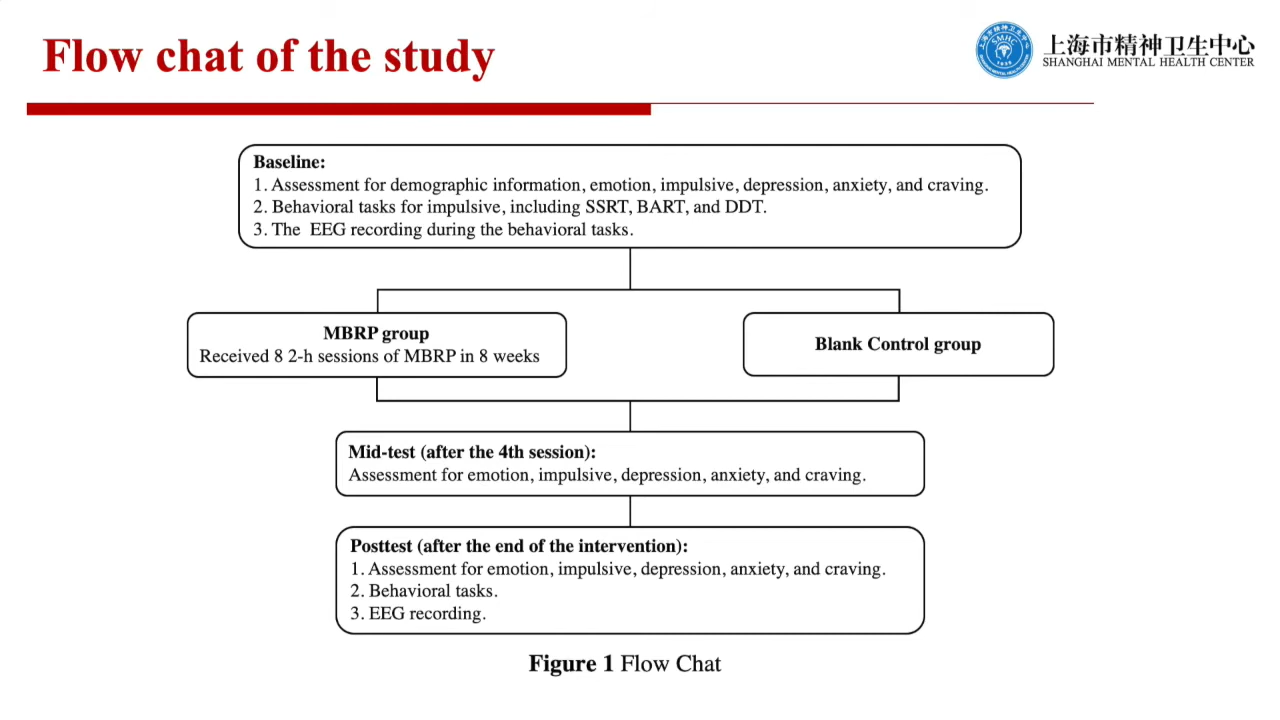 Flow chat of the study
上海市精神卫生中心
SHANGHAI MENTAL HEALTH CENTER
SMHC
Baseline:
1. Assessment for demographic information, emotion, impulsive, depression, anxiety, and craving.
2. Behavioral tasks for impulsive, including SSRT, BART, and DDT.
3. The EEG recording during the behavioral tasks.
MBRP group
Received 8 2-h sessions of MBRP in 8 weeks
Blank Control group
Mid-test (after the 4th session):
Assessment for emotion, impulsive, depression, anxiety, and craving.
Posttest (after the end of the intervention):
1. Assessment for emotion, impulsive, depression, anxiety, and craving.
2. Behavioral tasks.
3. EEG recording.
Figure 1 Flow Chat